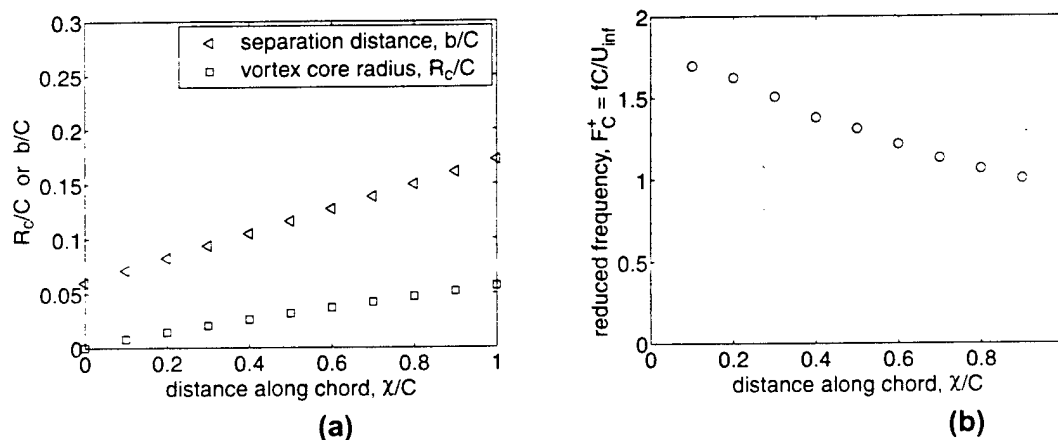 0.3
0.25
0.2
0.15
0.1
0.05
0
R_c/C or b/C
separation distance, b/C
vortex core radius, R_c/C
0 0.2 0.4 0.6 0.8 1
distance along chord, χ/C
(a)
2
1.5
1
0.5
0
reduced frequency, F_C^+ = fC/U_inf
0 0.2 0.4 0.6 0.8
distance along chord, χ/C
(b)